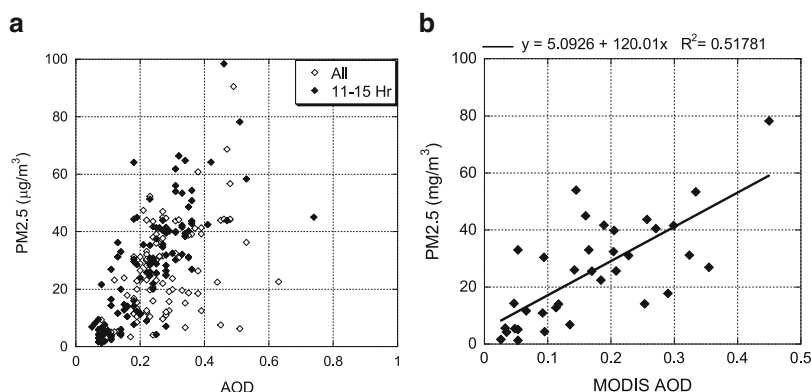 a
100
80
60
40
20
0
PM2.5 (µg/m³)
All
11-15 Hr
0 0.2 0.4 0.6 0.8 1
AOD
b
y = 5.0926 + 120.01x R²= 0.51781
100
80
60
40
20
0
PM2.5 (mg/m³)
0 0.1 0.2 0.3 0.4 0.5
MODIS AOD